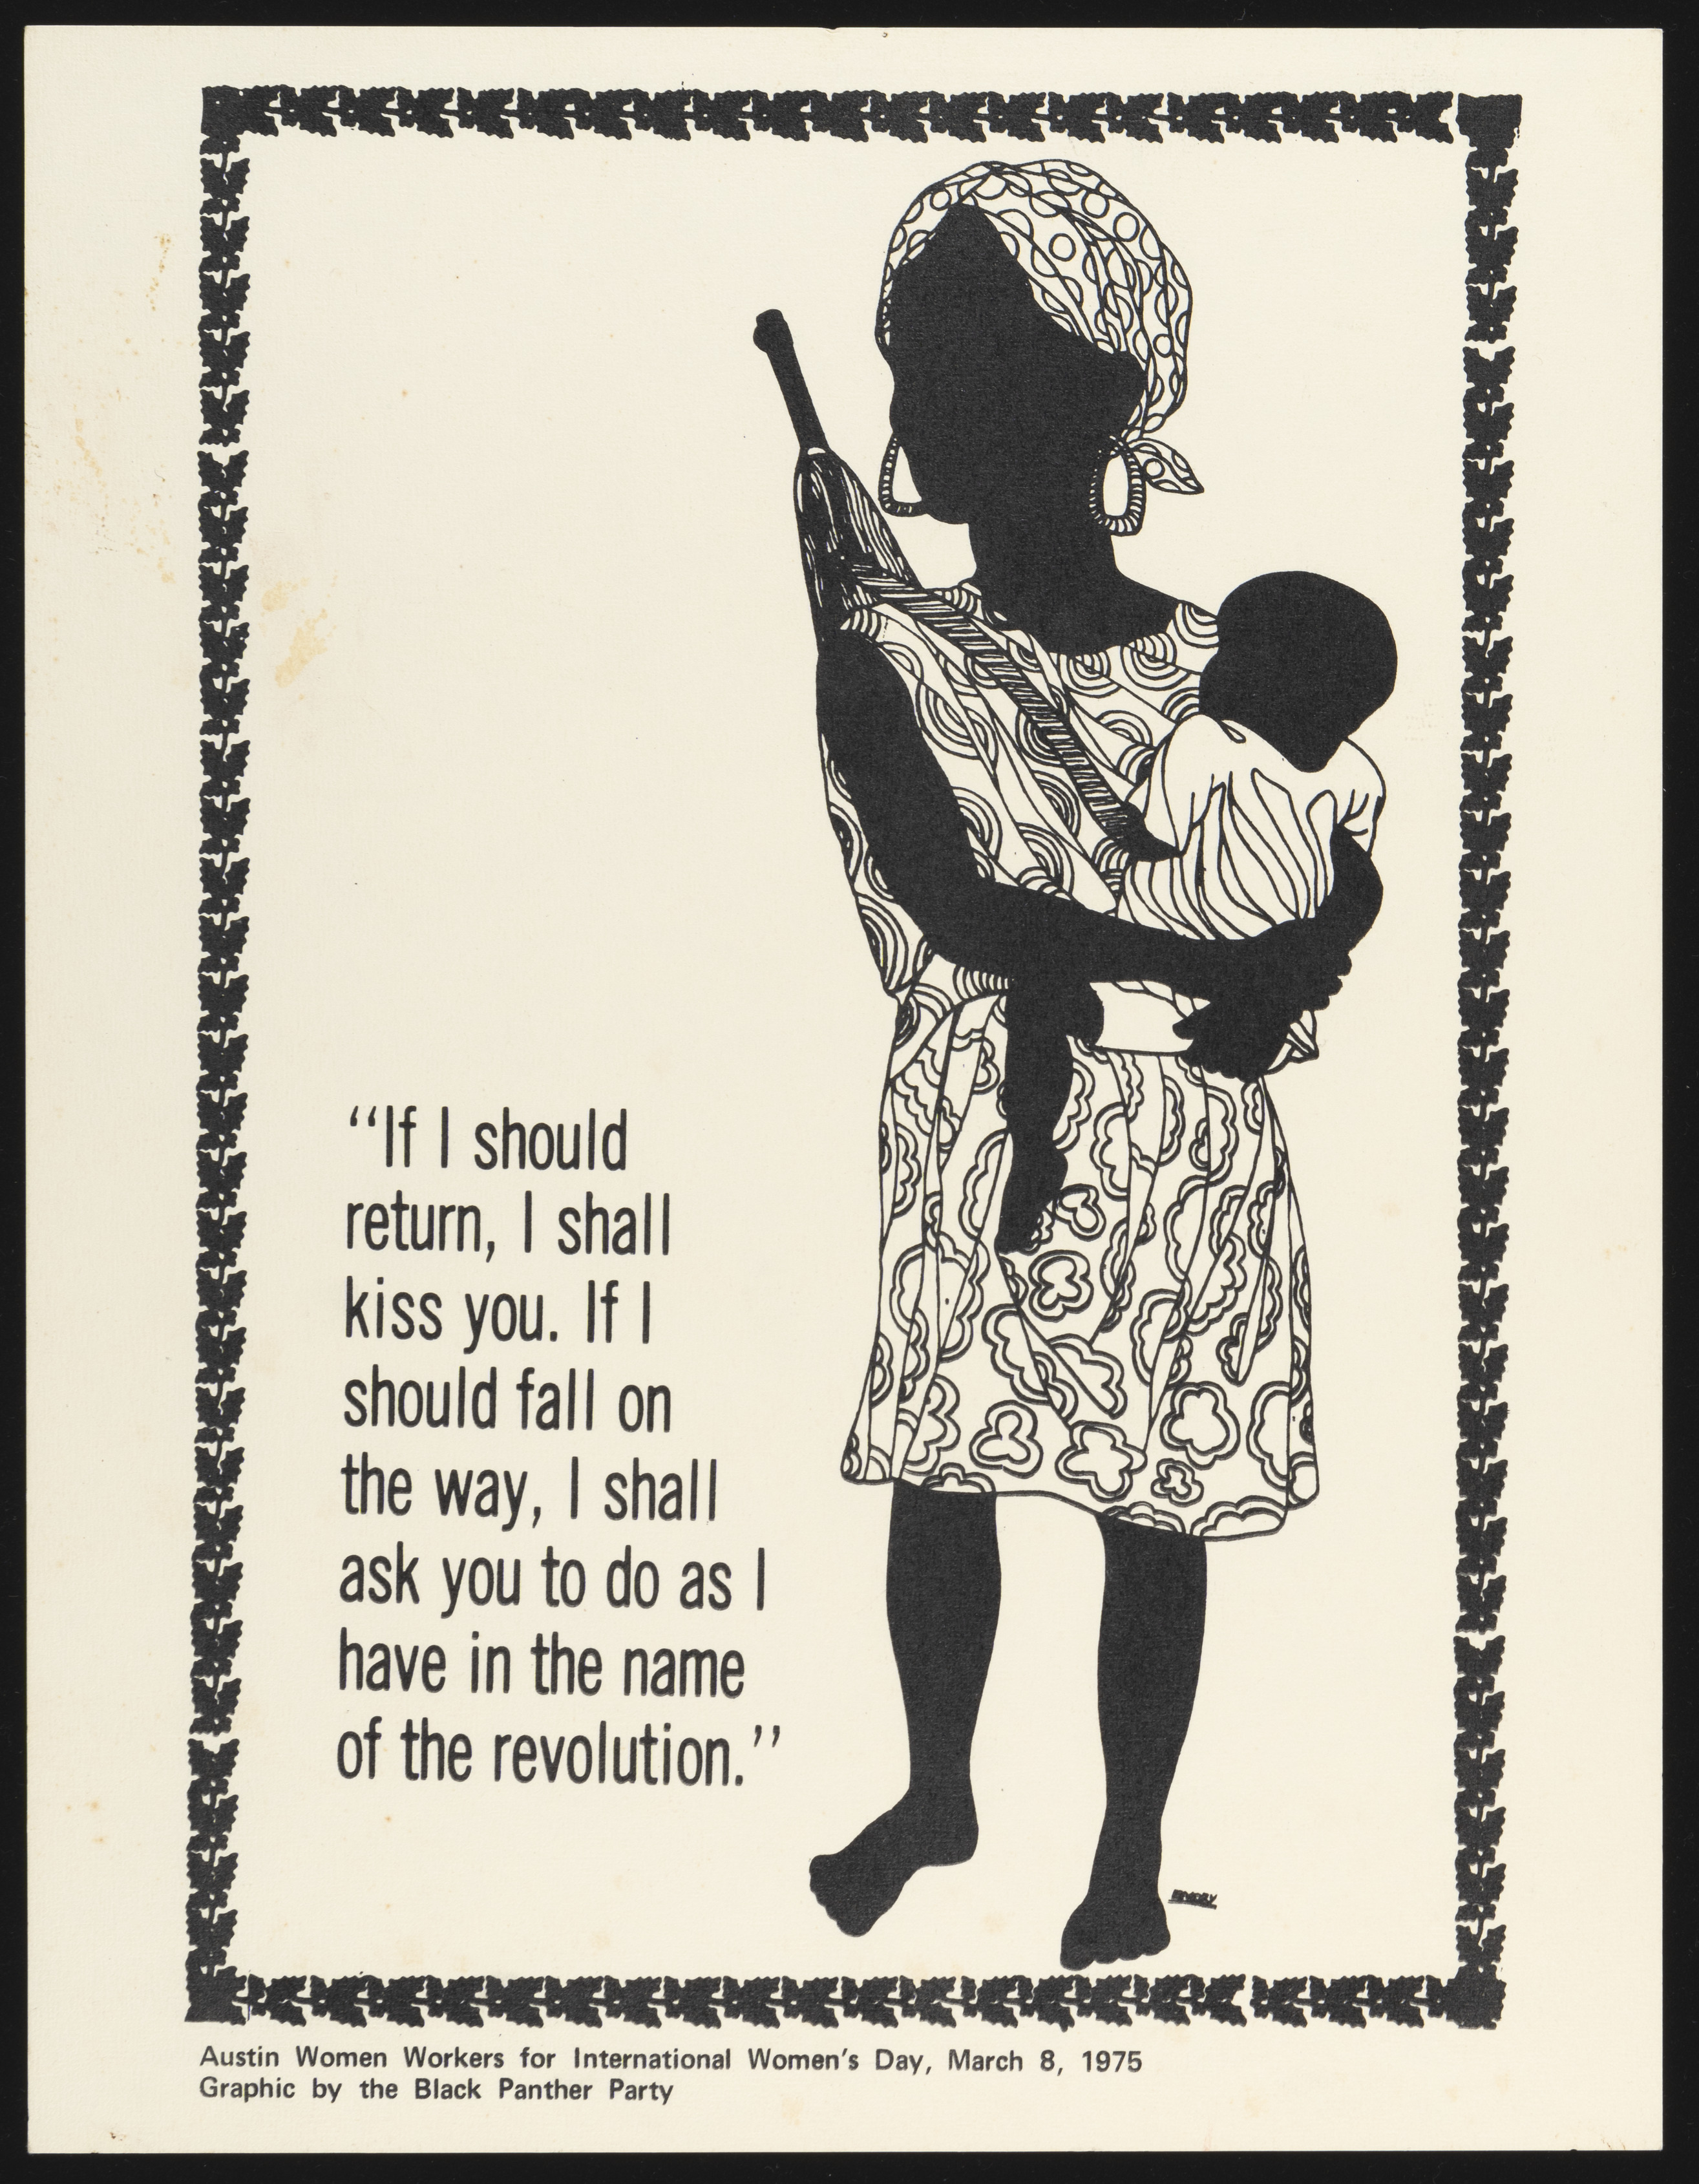 “If I should
return, I shall
kiss you. If I
should fall on
the way, I shall
ask you to do as I
have in the name
of the revolution.”
EMORY
Austin Women Workers for International Women's Day, March 8, 1975
Graphic by the Black Panther Party